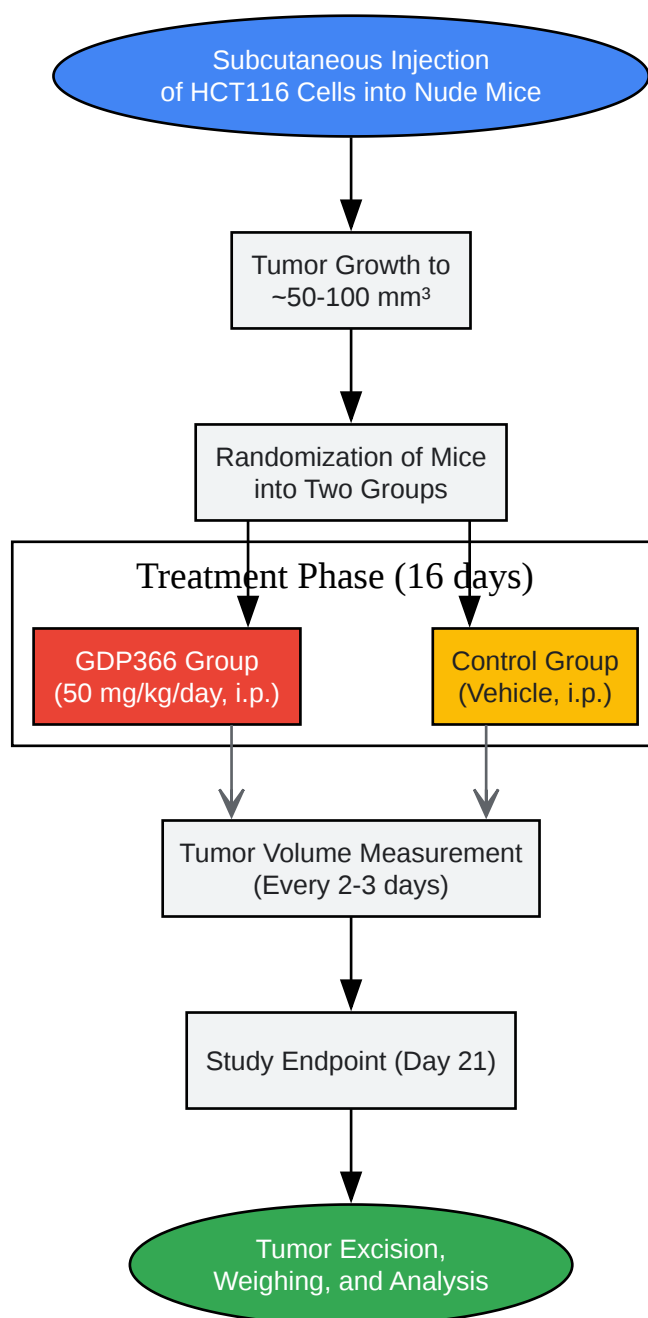 Subcutaneous Injection
of HCT116 Cells into Nude Mice
Tumor Growth to
~50-100 mm³
Randomization of Mice
into Two Groups
Treatment Phase (16 days)
GDP366 Group
(50 mg/kg/day, i.p.)
Control Group
(Vehicle, i.p.)
Tumor Volume Measurement
(Every 2-3 days)
Study Endpoint (Day 21)
Tumor Excision,
Weighing, and Analysis